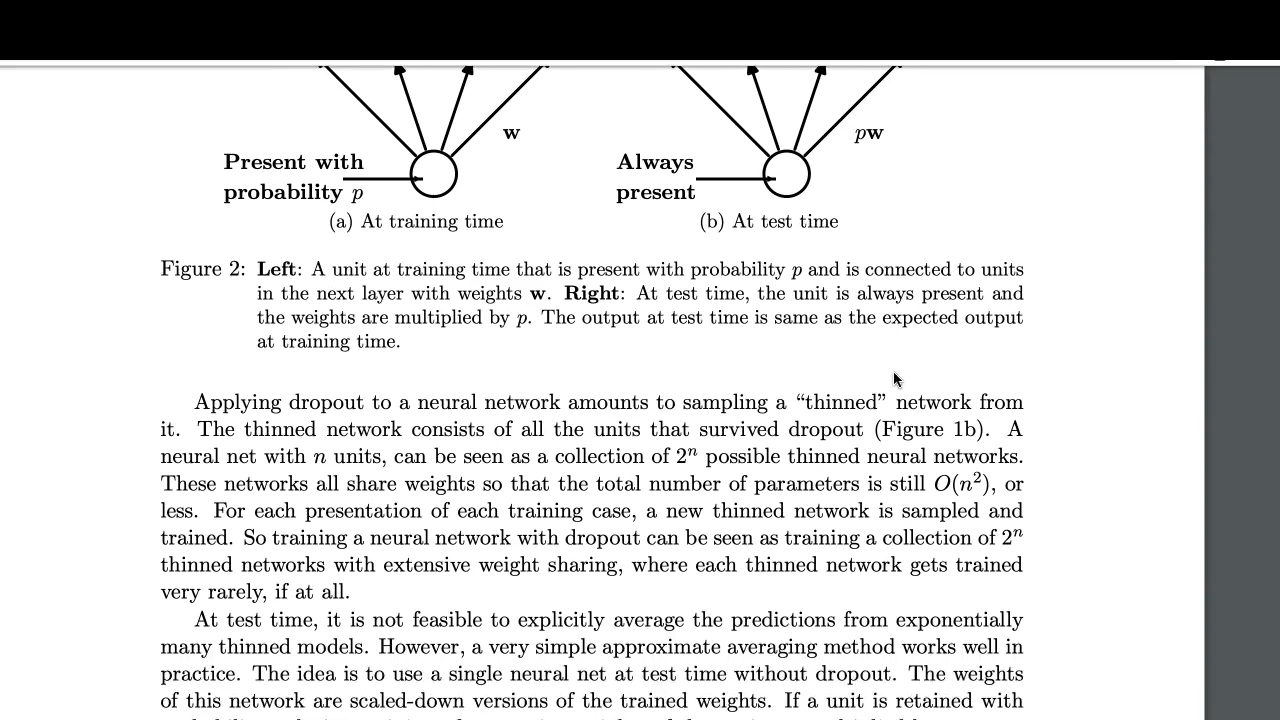 w
pw
Present with
probability p
Always
present
(a) At training time
(b) At test time
Figure 2: Left: A unit at training time that is present with probability p and is connected to units
in the next layer with weights w. Right: At test time, the unit is always present and
the weights are multiplied by p. The output at test time is same as the expected output
at training time.
Applying dropout to a neural network amounts to sampling a “thinned” network from
it. The thinned network consists of all the units that survived dropout (Figure 1b). A
neural net with n units, can be seen as a collection of 2ⁿ possible thinned neural networks.
These networks all share weights so that the total number of parameters is still O(n²), or
less. For each presentation of each training case, a new thinned network is sampled and
trained. So training a neural network with dropout can be seen as training a collection of 2ⁿ
thinned networks with extensive weight sharing, where each thinned network gets trained
very rarely, if at all.
At test time, it is not feasible to explicitly average the predictions from exponentially
many thinned models. However, a very simple approximate averaging method works well in
practice. The idea is to use a single neural net at test time without dropout. The weights
of this network are scaled-down versions of the trained weights. If a unit is retained with